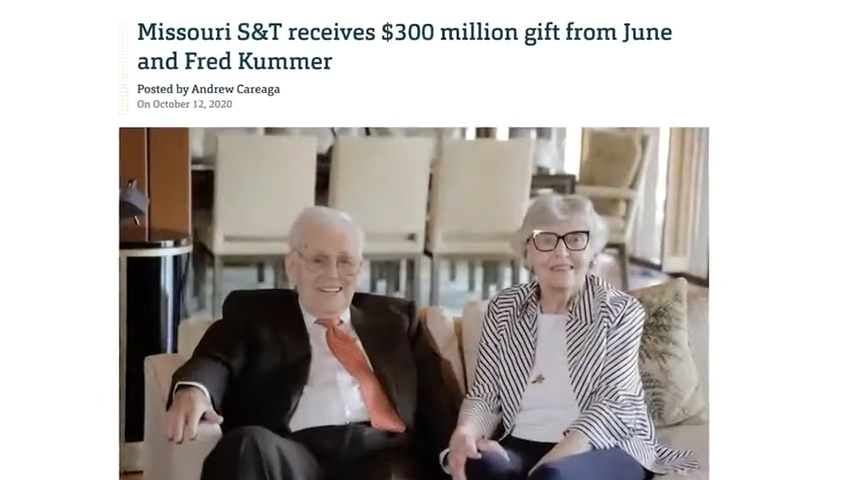 Missouri S&T receives $300 million gift from June
and Fred Kummer
Posted by Andrew Careaga
On October 12, 2020